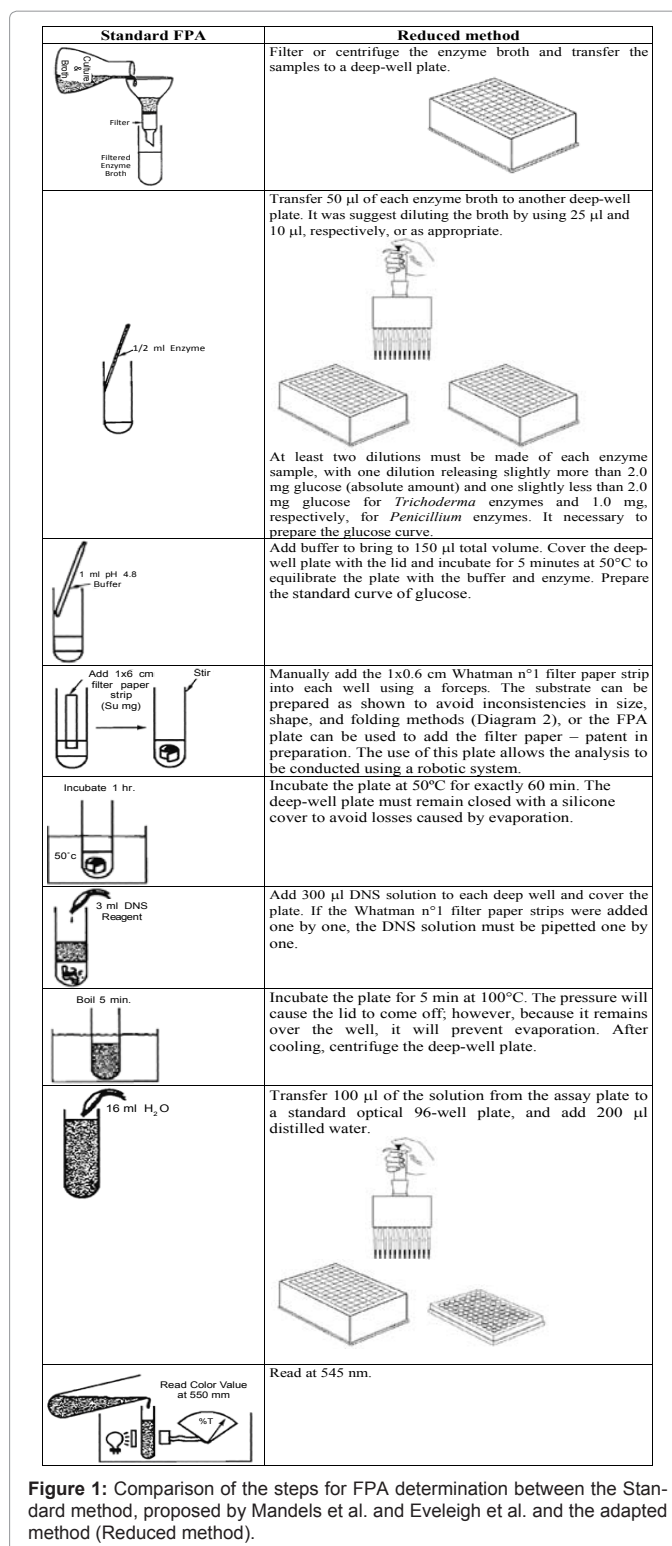 Standard FPA
Reduced method
Culture
&
Broth
Filter
Filtered
Enzyme
Broth
Filter or centrifuge the enzyme broth and transfer the
samples to a deep-well plate.
1/2 ml Enzyme
Transfer 50 µl of each enzyme broth to another deep-well
plate. It was suggest diluting the broth by using 25 µl and
10 µl, respectively, or as appropriate.
At least two dilutions must be made of each enzyme
sample, with one dilution releasing slightly more than 2.0
mg glucose (absolute amount) and one slightly less than 2.0
mg glucose for Trichoderma enzymes and 1.0 mg,
respectively, for Penicillium enzymes. It necessary to
prepare the glucose curve.
1 ml pH 4.8
Buffer
Add buffer to bring to 150 µl total volume. Cover the deep-
well plate with the lid and incubate for 5 minutes at 50°C to
equilibrate the plate with the buffer and enzyme. Prepare
the standard curve of glucose.
Add 1x6 cm
filter paper
strip
(Su mg)
Stir
Manually add the 1x0.6 cm Whatman n°1 filter paper strip
into each well using a forceps. The substrate can be
prepared as shown to avoid inconsistencies in size,
shape, and folding methods (Diagram 2), or the FPA
plate can be used to add the filter paper – patent in
preparation. The use of this plate allows the analysis to
be conducted using a robotic system.
Incubate 1 hr.
50°c
Incubate the plate at 50ºC for exactly 60 min. The
deep-well plate must remain closed with a silicone
cover to avoid losses caused by evaporation.
3 ml DNS
Reagent
Add 300 µl DNS solution to each deep well and cover the
plate. If the Whatman n°1 filter paper strips were added
one by one, the DNS solution must be pipetted one by
one.
Boil 5 min.
Incubate the plate for 5 min at 100°C. The pressure will
cause the lid to come off; however, because it remains
over the well, it will prevent evaporation. After
cooling, centrifuge the deep-well plate.
16 ml H2O
Transfer 100 µl of the solution from the assay plate to
a standard optical 96-well plate, and add 200 µl
distilled water.
Read Color Value
at 550 mm
%T
Read at 545 nm.
Figure 1: Comparison of the steps for FPA determination between the Stan-
dard method, proposed by Mandels et al. and Eveleigh et al. and the adapted
method (Reduced method).